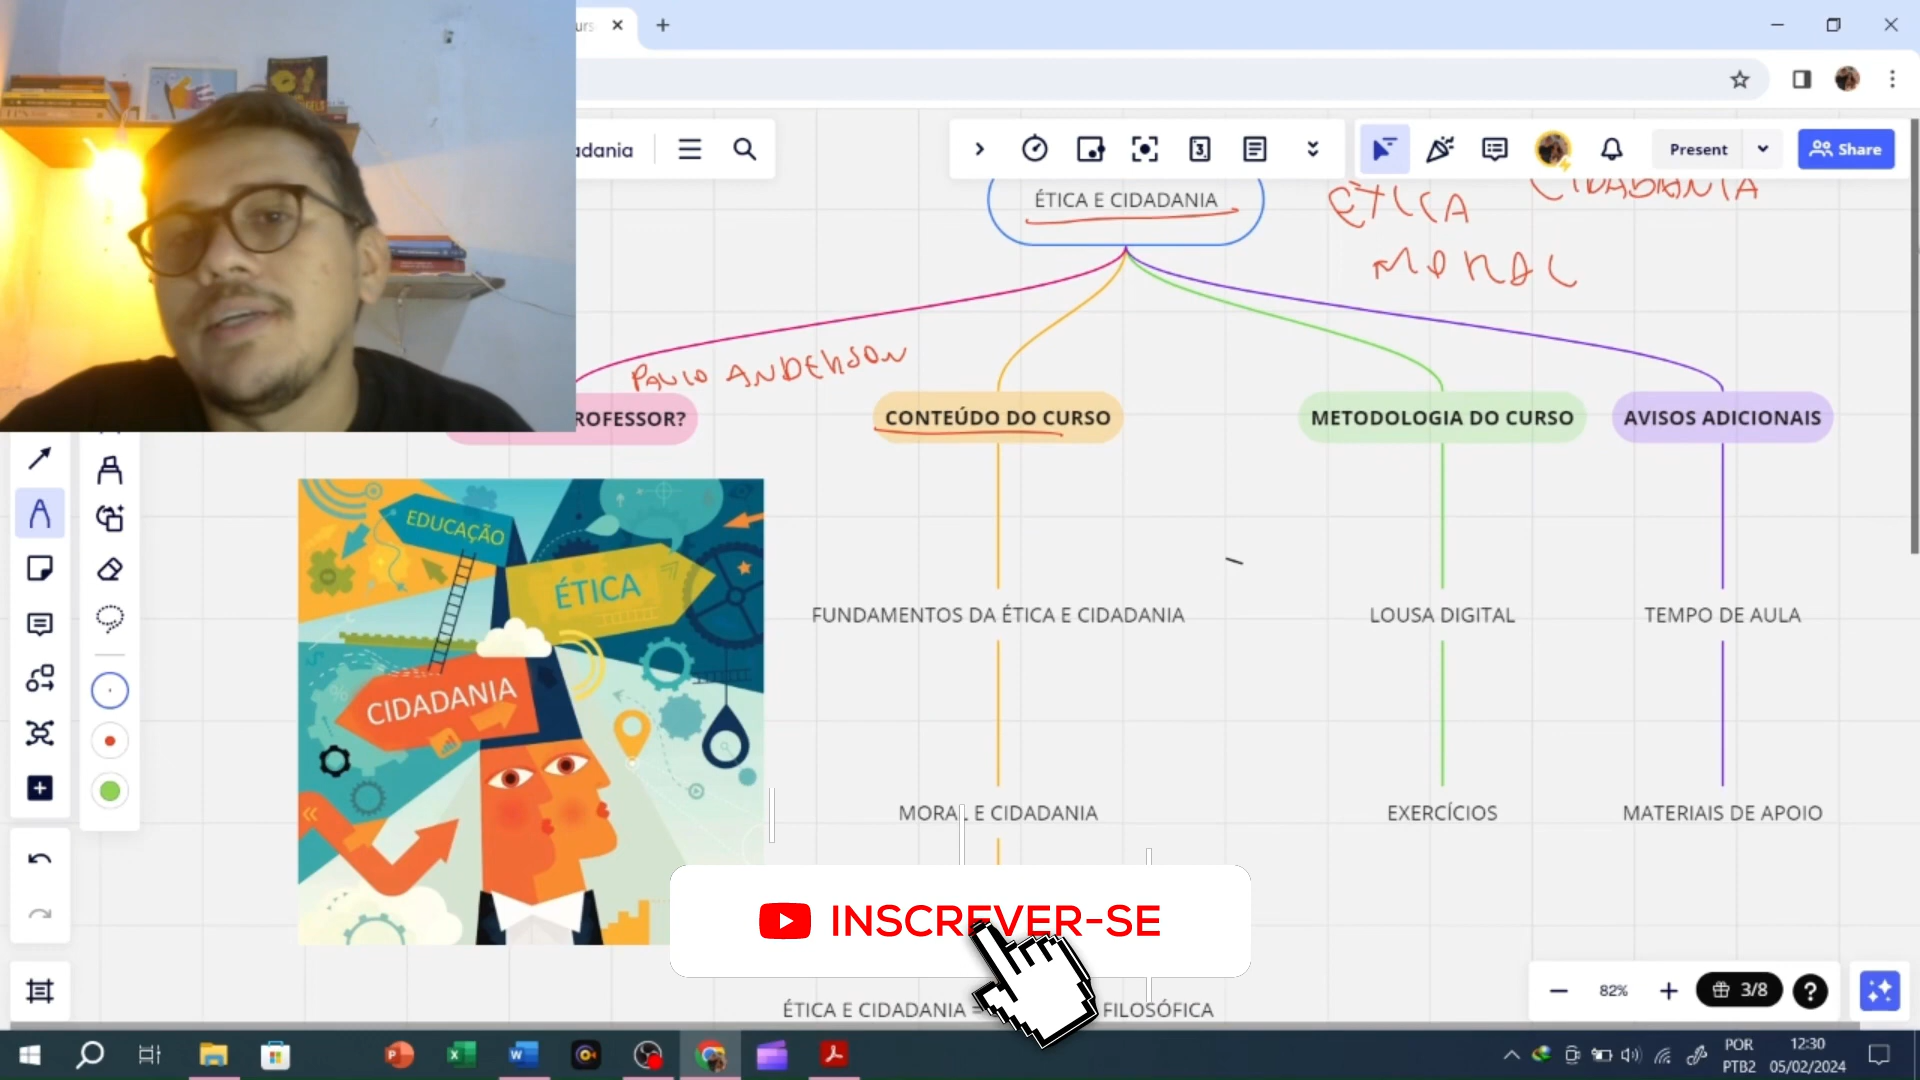 adania
Present
Share
ÉTICA E CIDADANIA
ÉTICA
CIDADANIA
MORAL
PAULO ANDERSON
ROFESSOR?
CONTEÚDO DO CURSO
METODOLOGIA DO CURSO
AVISOS ADICIONAIS
EDUCAÇÃO
ÉTICA
CIDADANIA
FUNDAMENTOS DA ÉTICA E CIDADANIA
LOUSA DIGITAL
TEMPO DE AULA
MORAL E CIDADANIA
EXERCÍCIOS
MATERIAIS DE APOIO
INSCREVER-SE
ÉTICA E CIDADANIA
FILOSÓFICA
82%
3/8
POR
PTB2
12:30
05/02/2024